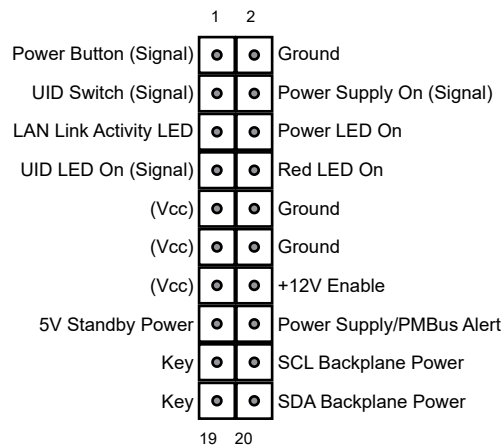 1 2
Power Button (Signal) Ground
UID Switch (Signal) Power Supply On (Signal)
LAN Link Activity LED Power LED On
UID LED On (Signal) Red LED On
(Vcc) Ground
(Vcc) Ground
(Vcc) +12V Enable
5V Standby Power Power Supply/PMBus Alert
Key SCL Backplane Power
Key SDA Backplane Power
19 20